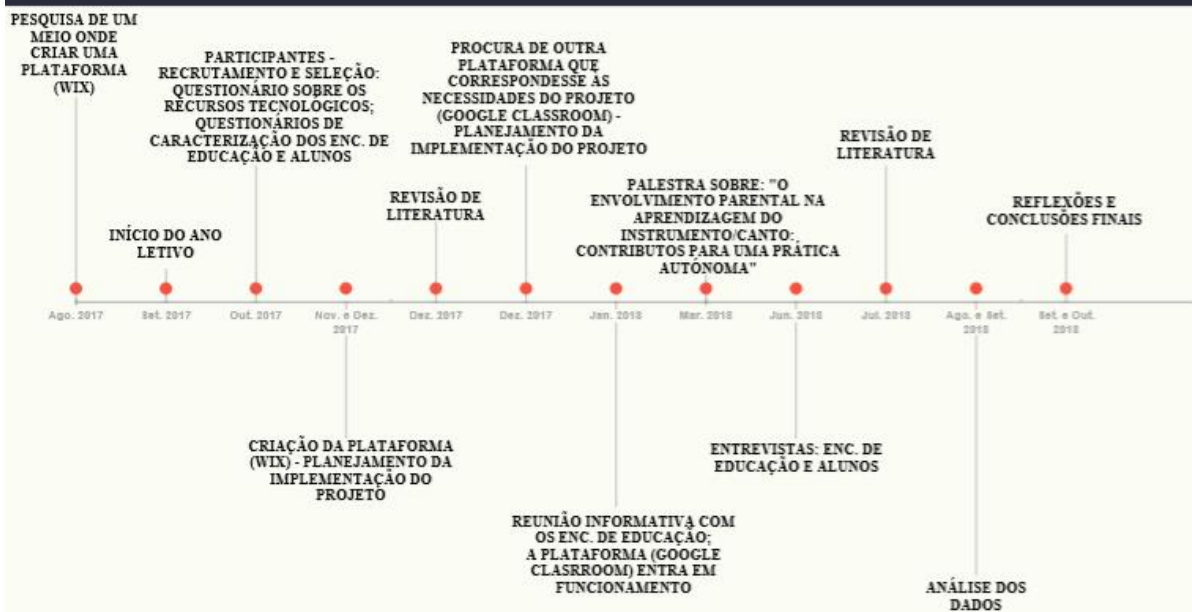 PESQUISA DE UM
MEIO ONDE
CRIAR UMA
PLATAFORMA
(WIX)
INÍCIO DO ANO
LETIVO
PARTICIPANTES -
RECRUTAMENTO E SELEÇÃO:
QUESTIONÁRIO SOBRE OS
RECURSOS TECNOLÓGICOS;
QUESTIONÁRIOS DE
CARACTERIZAÇÃO DOS ENC. DE
EDUCAÇÃO E ALUNOS
REVISÃO DE
LITERATURA
PROCURA DE OUTRA
PLATAFORMA QUE
CORRESPONDESSE ÀS
NECESSIDADES DO PROJETO
(GOOGLE CLASSROOM) -
PLANEJAMENTO DA
IMPLEMENTAÇÃO DO PROJETO
PALESTRA SOBRE: "O
ENVOLVIMENTO PARENTAL NA
APRENDIZAGEM DO
INSTRUMENTO/CANTO:
CONTRIBUTOS PARA UMA PRÁTICA
AUTÓNOMA"
REVISÃO DE
LITERATURA
REFLEXÕES E
CONCLUSÕES FINAIS
Ago. 2017
Set. 2017
Out. 2017
Nov. e Dez.
2017
Dez. 2017
Dez. 2017
Jan. 2018
Mar. 2018
Jun. 2018
Jul. 2018
Ago. e Set.
2018
Set. e Out.
2018
CRIAÇÃO DA PLATAFORMA
(WIX) - PLANEJAMENTO DA
IMPLEMENTAÇÃO DO
PROJETO
REUNIÃO INFORMATIVA COM
OS ENC. DE EDUCAÇÃO;
A PLATAFORMA (GOOGLE
CLASRROOM) ENTRA EM
FUNCIONAMENTO
ENTREVISTAS: ENC. DE
EDUCAÇÃO E ALUNOS
ANÁLISE DOS
DADOS